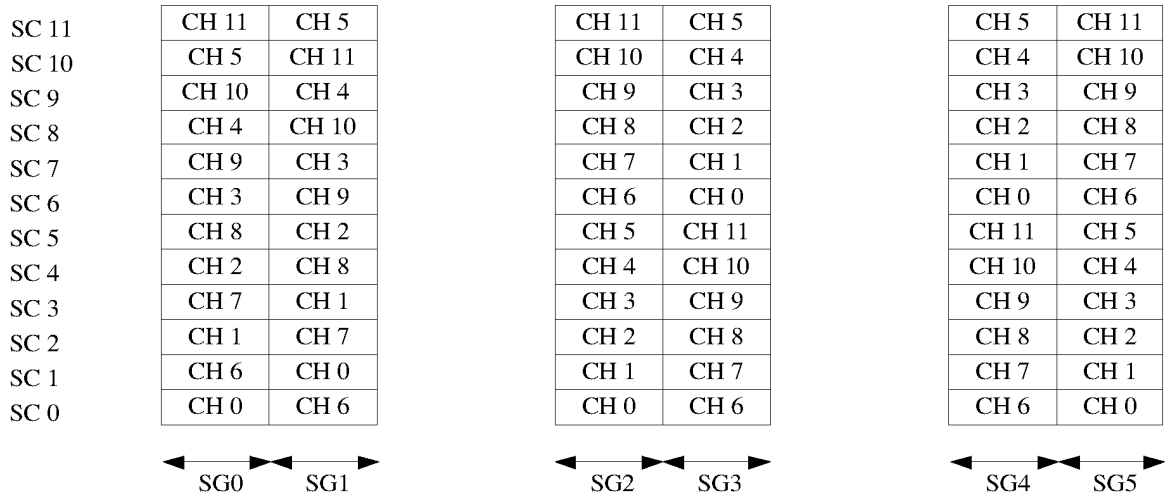 SC 11 CH 11 CH 5 CH 11 CH 5 CH 5 CH 11
SC 10 CH 5 CH 11 CH 10 CH 4 CH 4 CH 10
SC 9 CH 10 CH 4 CH 9 CH 3 CH 3 CH 9
SC 8 CH 4 CH 10 CH 8 CH 2 CH 2 CH 8
SC 7 CH 9 CH 3 CH 7 CH 1 CH 1 CH 7
SC 6 CH 3 CH 9 CH 6 CH 0 CH 0 CH 6
SC 5 CH 8 CH 2 CH 5 CH 11 CH 11 CH 5
SC 4 CH 2 CH 8 CH 4 CH 10 CH 10 CH 4
SC 3 CH 7 CH 1 CH 3 CH 9 CH 9 CH 3
SC 2 CH 1 CH 7 CH 2 CH 8 CH 8 CH 2
SC 1 CH 6 CH 0 CH 1 CH 7 CH 7 CH 1
SC 0 CH 0 CH 6 CH 0 CH 6 CH 6 CH 0
SG0 SG1 SG2 SG3 SG4 SG5